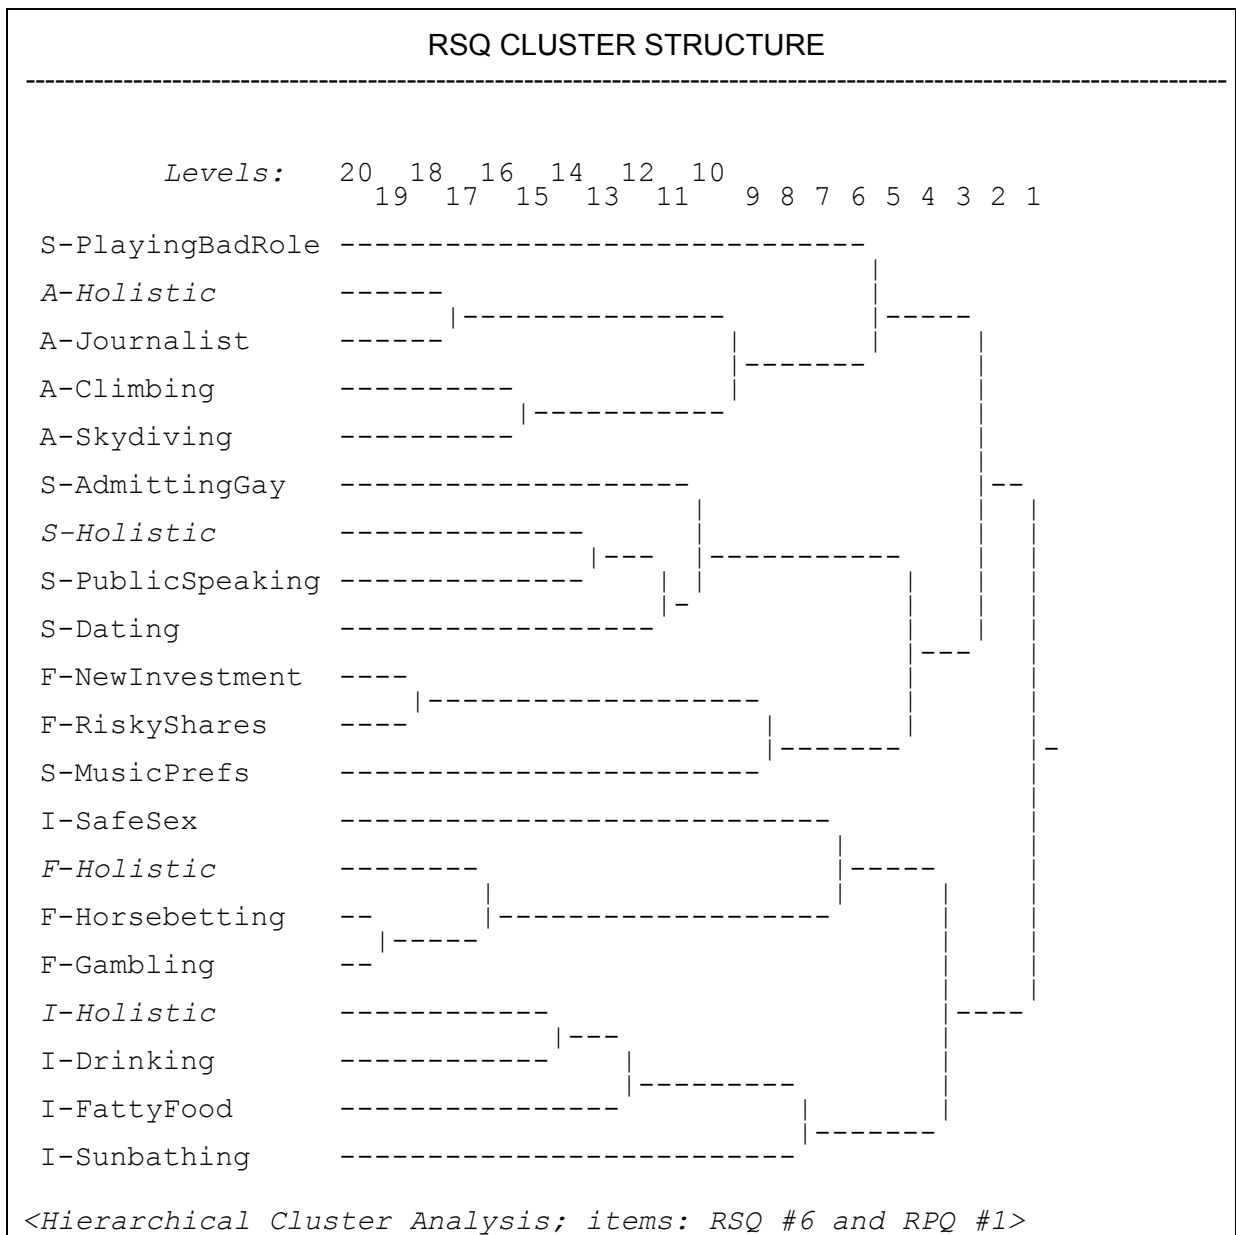 RSQ CLUSTER STRUCTURE
Levels: 20 18 16 14 12 10
19 17 15 13 11 9 8 7 6 5 4 3 2 1
S-PlayingBadRole
A-Holistic
A-Journalist
A-Climbing
A-Skydiving
S-AdmittingGay
S-Holistic
S-PublicSpeaking
S-Dating
F-NewInvestment
F-RiskyShares
S-MusicPrefs
I-SafeSex
F-Holistic
F-Horsebetting
F-Gambling
I-Holistic
I-Drinking
I-FattyFood
I-Sunbathing
<Hierarchical Cluster Analysis; items: RSQ #6 and RPQ #1>